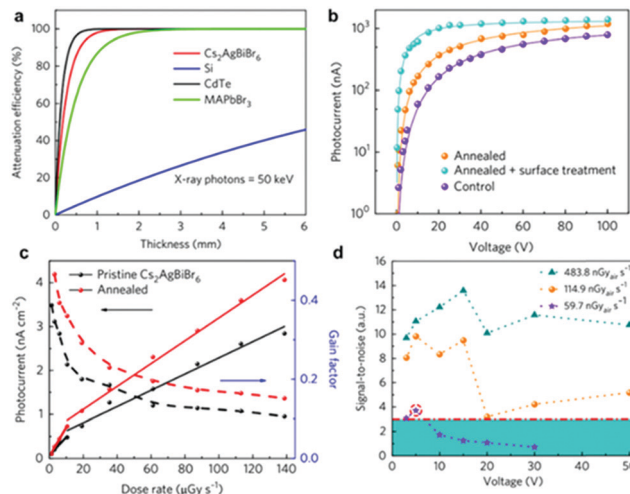 a
Attenuation efficiency (%)
100
80
60
40
20
0
Cs₂AgBiBr₆
Si
CdTe
MAPbBr₃
X-ray photons = 50 keV
0 1 2 3 4 5 6
Thickness (mm)
b
Photocurrent (nA)
10³
10²
10¹
10⁰
Annealed
Annealed + surface treatment
Control
0 20 40 60 80 100
Voltage (V)
c
Photocurrent (nA cm⁻²)
4
3
2
1
0
Pristine Cs₂AgBiBr₆
Annealed
0.4
0.2
0.0
Gain factor
0 20 40 60 80 100 120 140
Dose rate (μGy s⁻¹)
d
Signal-to-noise (a.u.)
16
14
12
10
8
6
4
2
0
483.8 nGyair s⁻¹
114.9 nGyair s⁻¹
59.7 nGyair s⁻¹
0 10 20 30 40 50
Voltage (V)